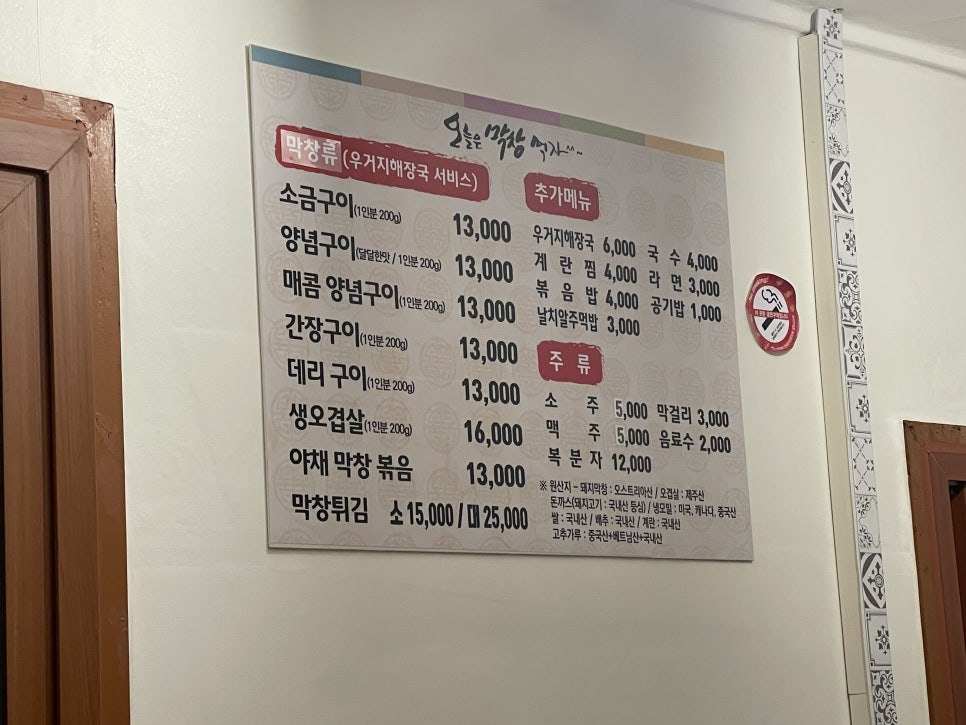 오늘은 막창 먹자^^~
막창류 (우거지해장국 서비스)
소금구이(1인분 200g) 13,000
양념구이(달달한맛 / 1인분 200g) 13,000
매콤 양념구이(1인분 200g) 13,000
간장구이(1인분 200g) 13,000
데리 구이(1인분 200g) 13,000
생오겹살(1인분 200g) 16,000
야채 막창 볶음 13,000
막창튀김 소 15,000 / 대 25,000
추가메뉴
우거지해장국 6,000 국 수 4,000
계 란 찜 4,000 라 면 3,000
볶 음 밥 4,000 공기밥 1,000
날치알주먹밥 3,000
주 류
소 주 5,000 막걸리 3,000
맥 주 5,000 음료수 2,000
복 분 자 12,000
※ 원산지 - 돼지막창 : 오스트리아산 / 오겹살 : 제주산
돈까스(돼지고기 : 국내산 등심) / 냉모밀 : 미국, 캐나다, 중국산
쌀 : 국내산 / 배추 : 국내산 / 계란 : 국내산
고추가루 : 중국산+베트남산+국내산